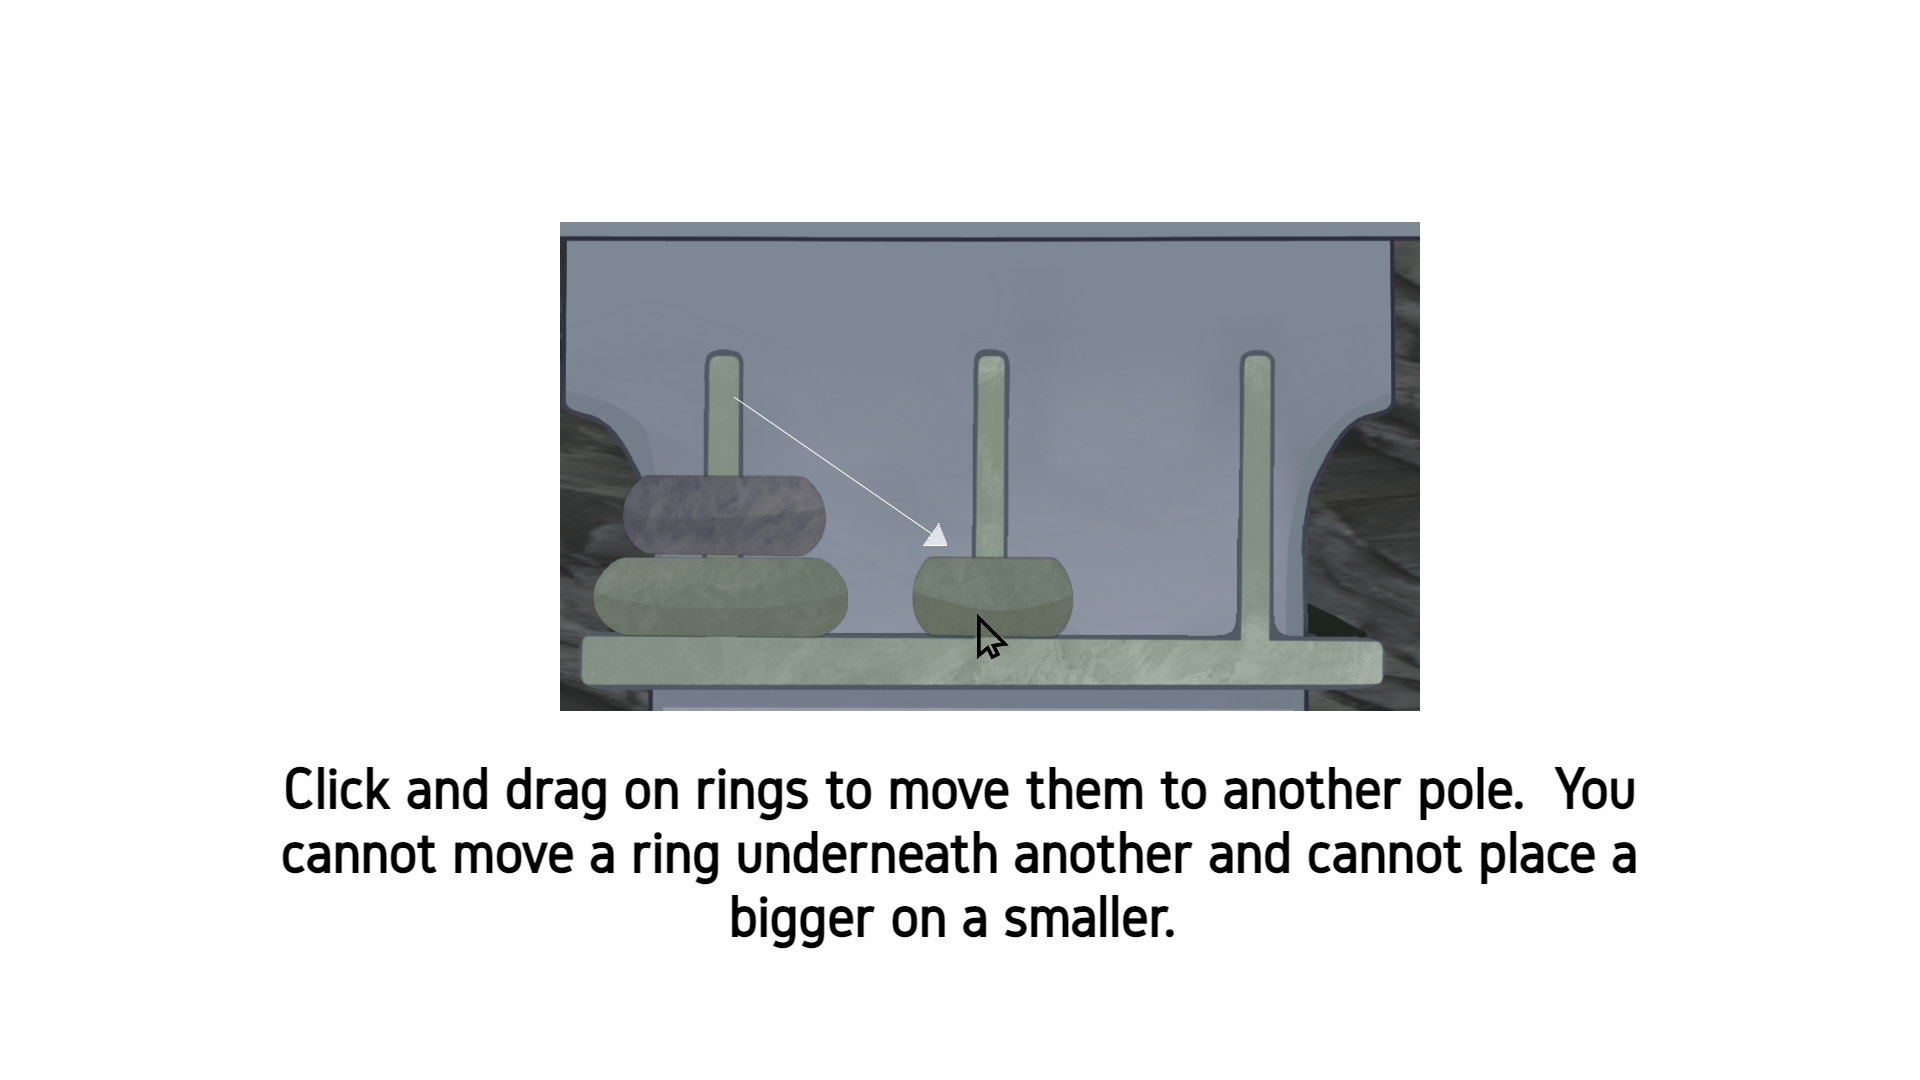 Click and drag on rings to move them to another pole.  You
cannot move a ring underneath another and cannot place a
bigger on a smaller.